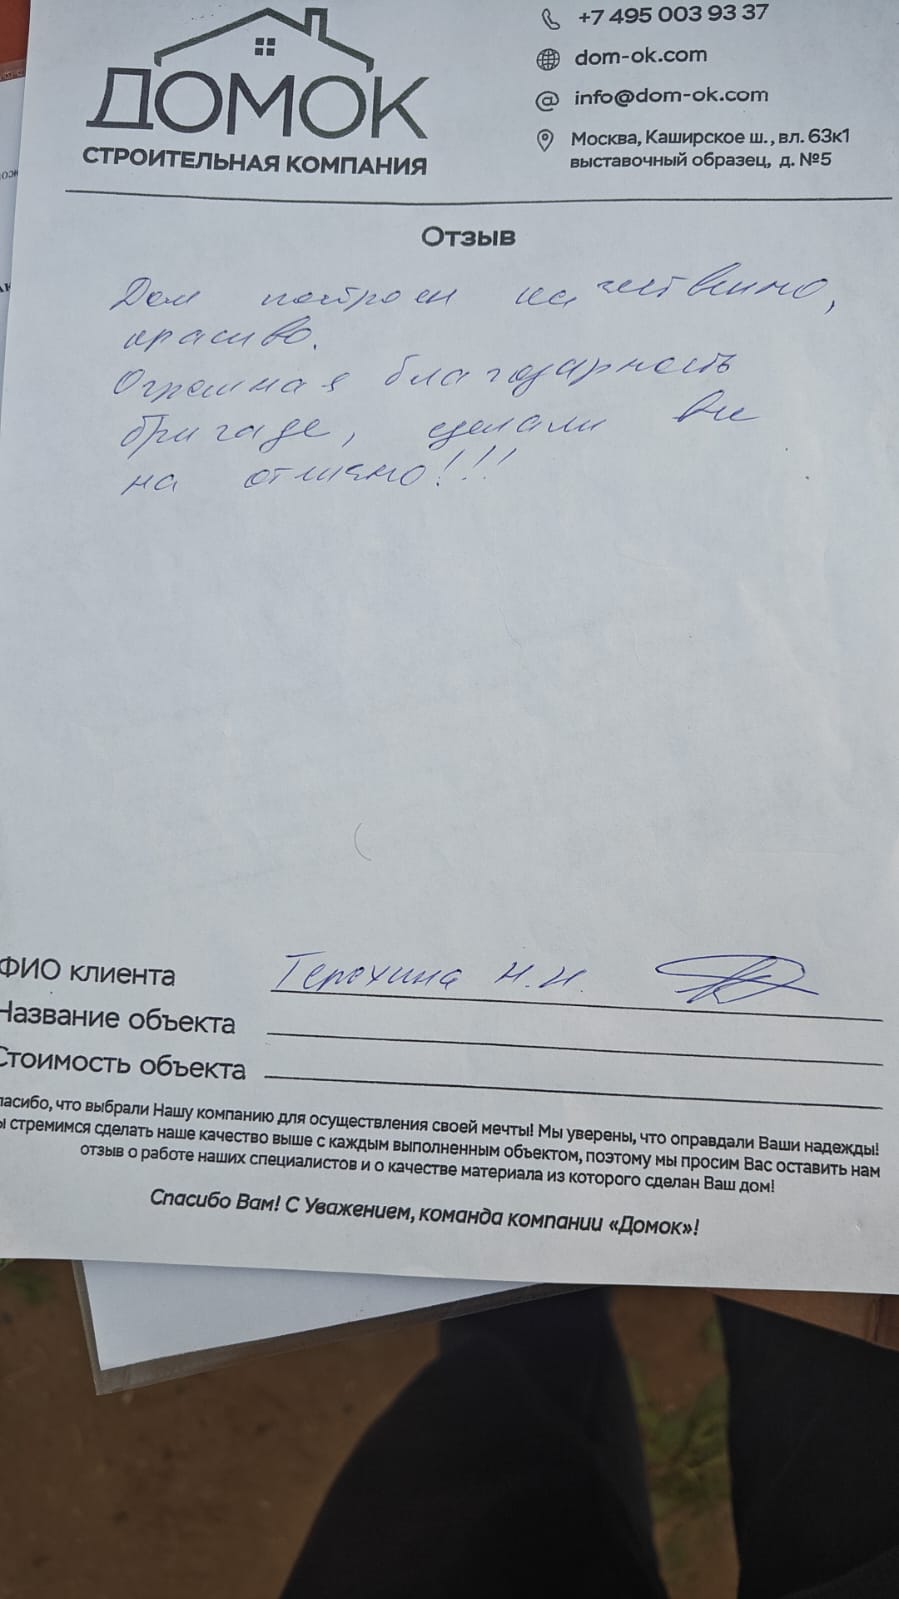 ДОМОК
СТРОИТЕЛЬНАЯ КОМПАНИЯ
+7 495 003 93 37
dom-ok.com
info@dom-ok.com
Москва, Каширское ш., вл. 63к1
выставочный образец, д. №5
Отзыв
Дом построен качественно,
красиво.
Огромная благодарность
бригаде, сделали все
на отлично!!!
ФИО клиента Терехина Н.Н.
Название объекта
Стоимость объекта
пасибо, что выбрали Нашу компанию для осуществления своей мечты! Мы уверены, что оправдали Ваши надежды!
ы стремимся сделать наше качество выше с каждым выполненным объектом, поэтому мы просим Вас оставить нам
отзыв о работе наших специалистов и о качестве материала из которого сделан Ваш дом!
Спасибо Вам! С Уважением, команда компании «Домок»!